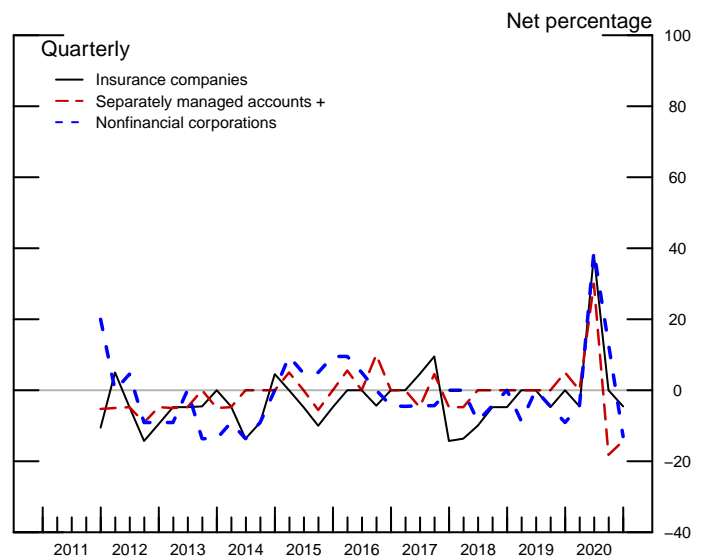 Net percentage
Quarterly
Insurance companies
Separately managed accounts +
Nonfinancial corporations
100
80
60
40
20
0
−20
−40
2011 2012 2013 2014 2015 2016 2017 2018 2019 2020